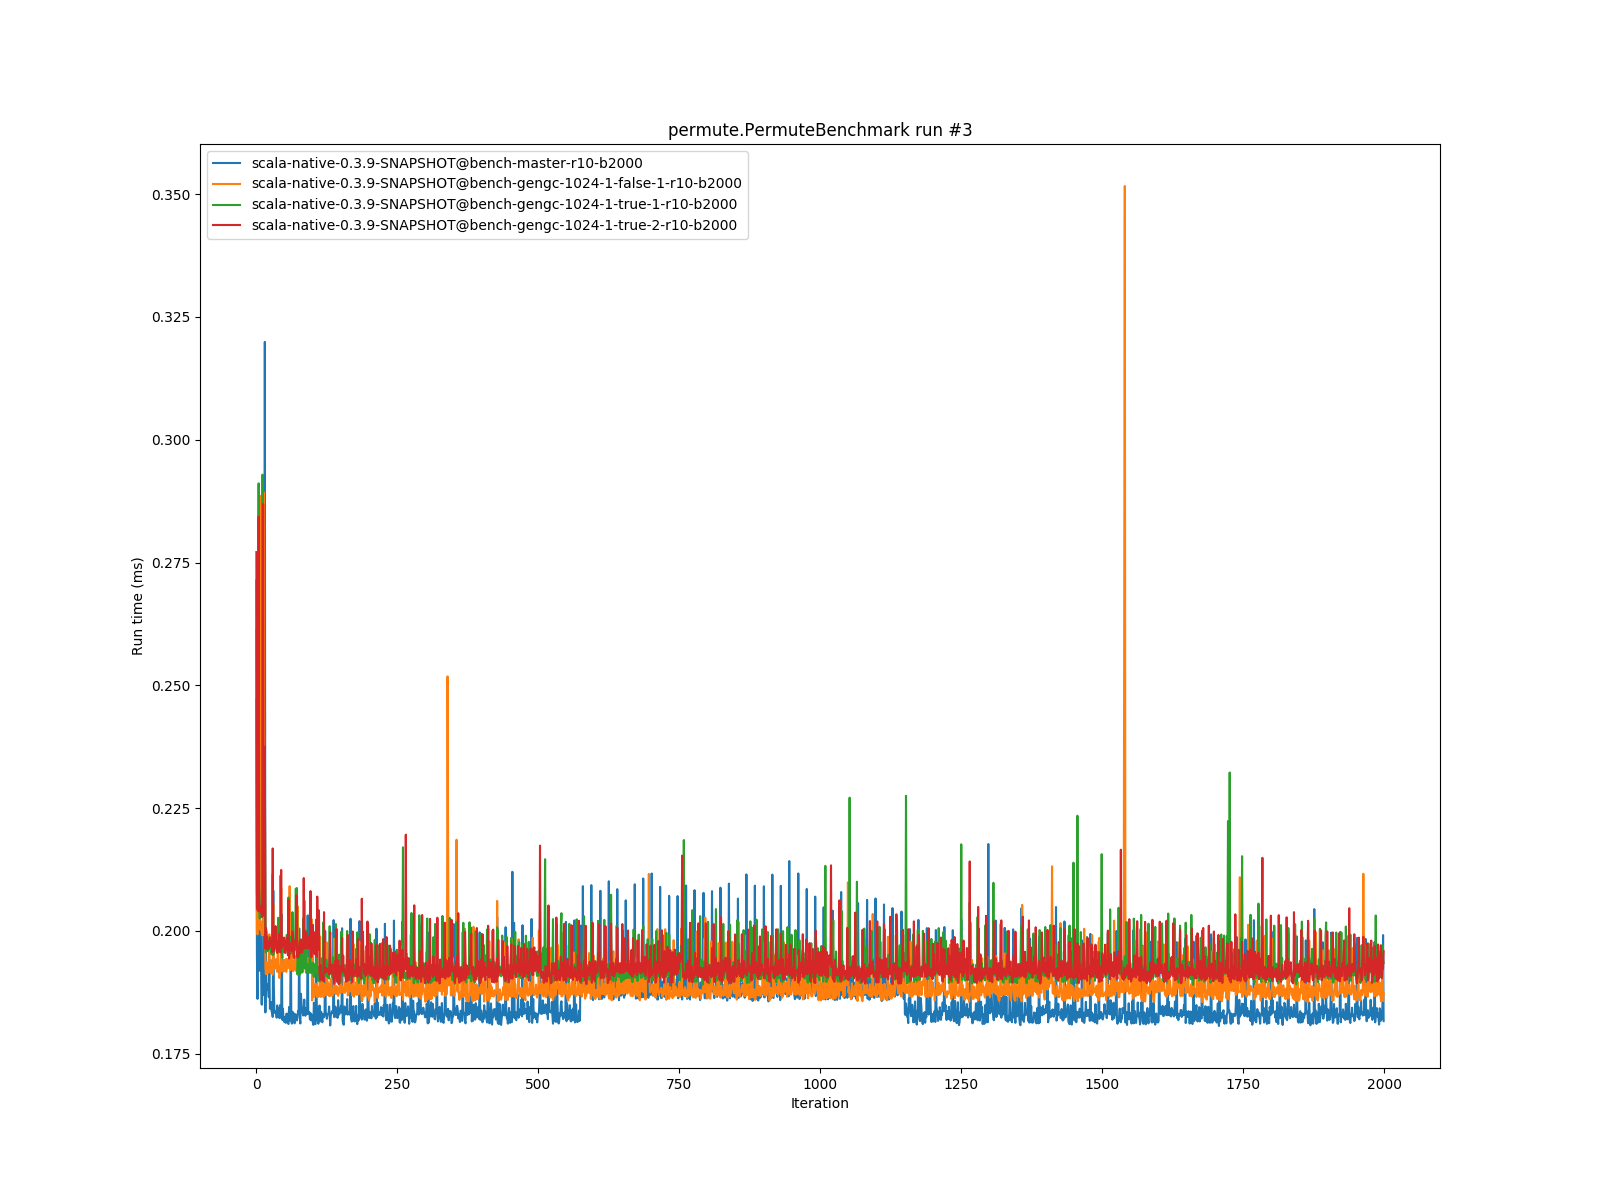 permute.PermuteBenchmark run #3
scala-native-0.3.9-SNAPSHOT@bench-master-r10-b2000
scala-native-0.3.9-SNAPSHOT@bench-gengc-1024-1-false-1-r10-b2000
scala-native-0.3.9-SNAPSHOT@bench-gengc-1024-1-true-1-r10-b2000
scala-native-0.3.9-SNAPSHOT@bench-gengc-1024-1-true-2-r10-b2000
0.350
0.325
0.300
0.275
0.250
0.225
0.200
0.175
Run time (ms)
0 250 500 750 1000 1250 1500 1750 2000
Iteration